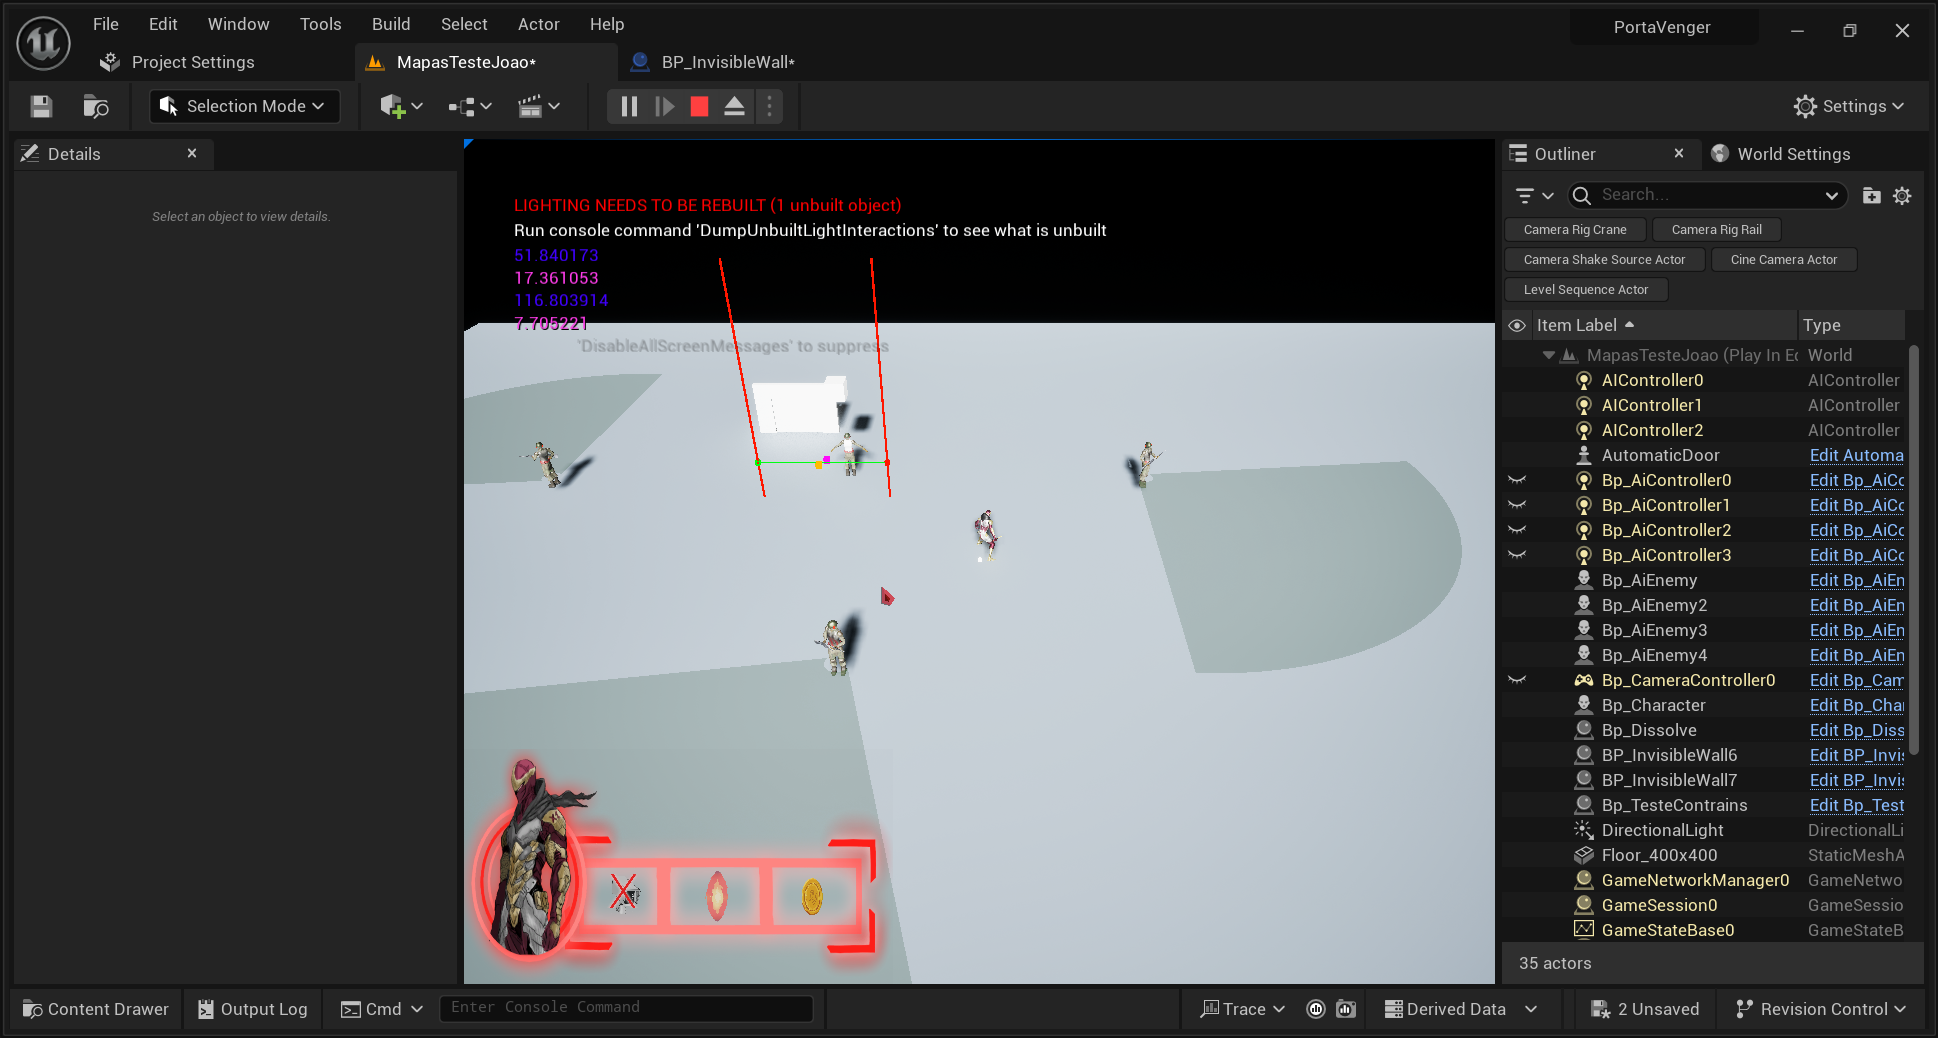 File Edit Window Tools Build Select Actor Help
PortaVenger
Project Settings
MapasTesteJoao*
BP_InvisibleWall*
Selection Mode
Settings
Details
Select an object to view details.
LIGHTING NEEDS TO BE REBUILT (1 unbuilt object)
Run console command 'DumpUnbuiltLightInteractions' to see what is unbuilt
51.840173
17.361053
116.803914
7.705221
'DisableAllScreenMessages' to suppress
Outliner
World Settings
Search...
Camera Rig Crane
Camera Rig Rail
Camera Shake Source Actor
Cine Camera Actor
Level Sequence Actor
Item Label Type
MapasTesteJoao (Play In Ec World
AIController0 AIController
AIController1 AIController
AIController2 AIController
AutomaticDoor Edit Automa
Bp_AiController0 Edit Bp_AiCo
Bp_AiController1 Edit Bp_AiCo
Bp_AiController2 Edit Bp_AiCo
Bp_AiController3 Edit Bp_AiCo
Bp_AiEnemy Edit Bp_AiEn
Bp_AiEnemy2 Edit Bp_AiEn
Bp_AiEnemy3 Edit Bp_AiEn
Bp_AiEnemy4 Edit Bp_AiEn
Bp_CameraController0 Edit Bp_Cam
Bp_Character Edit Bp_Char
Bp_Dissolve Edit Bp_Diss
BP_InvisibleWall6 Edit BP_Invis
BP_InvisibleWall7 Edit BP_Invis
Bp_TesteContrains Edit Bp_Test
DirectionalLight DirectionalLi
Floor_400x400 StaticMeshA
GameNetworkManager0 GameNetwo
GameSession0 GameSessio
GameStateBase0 GameStateB
35 actors
Content Drawer
Output Log
Cmd
Enter Console Command
Trace
Derived Data
2 Unsaved
Revision Control